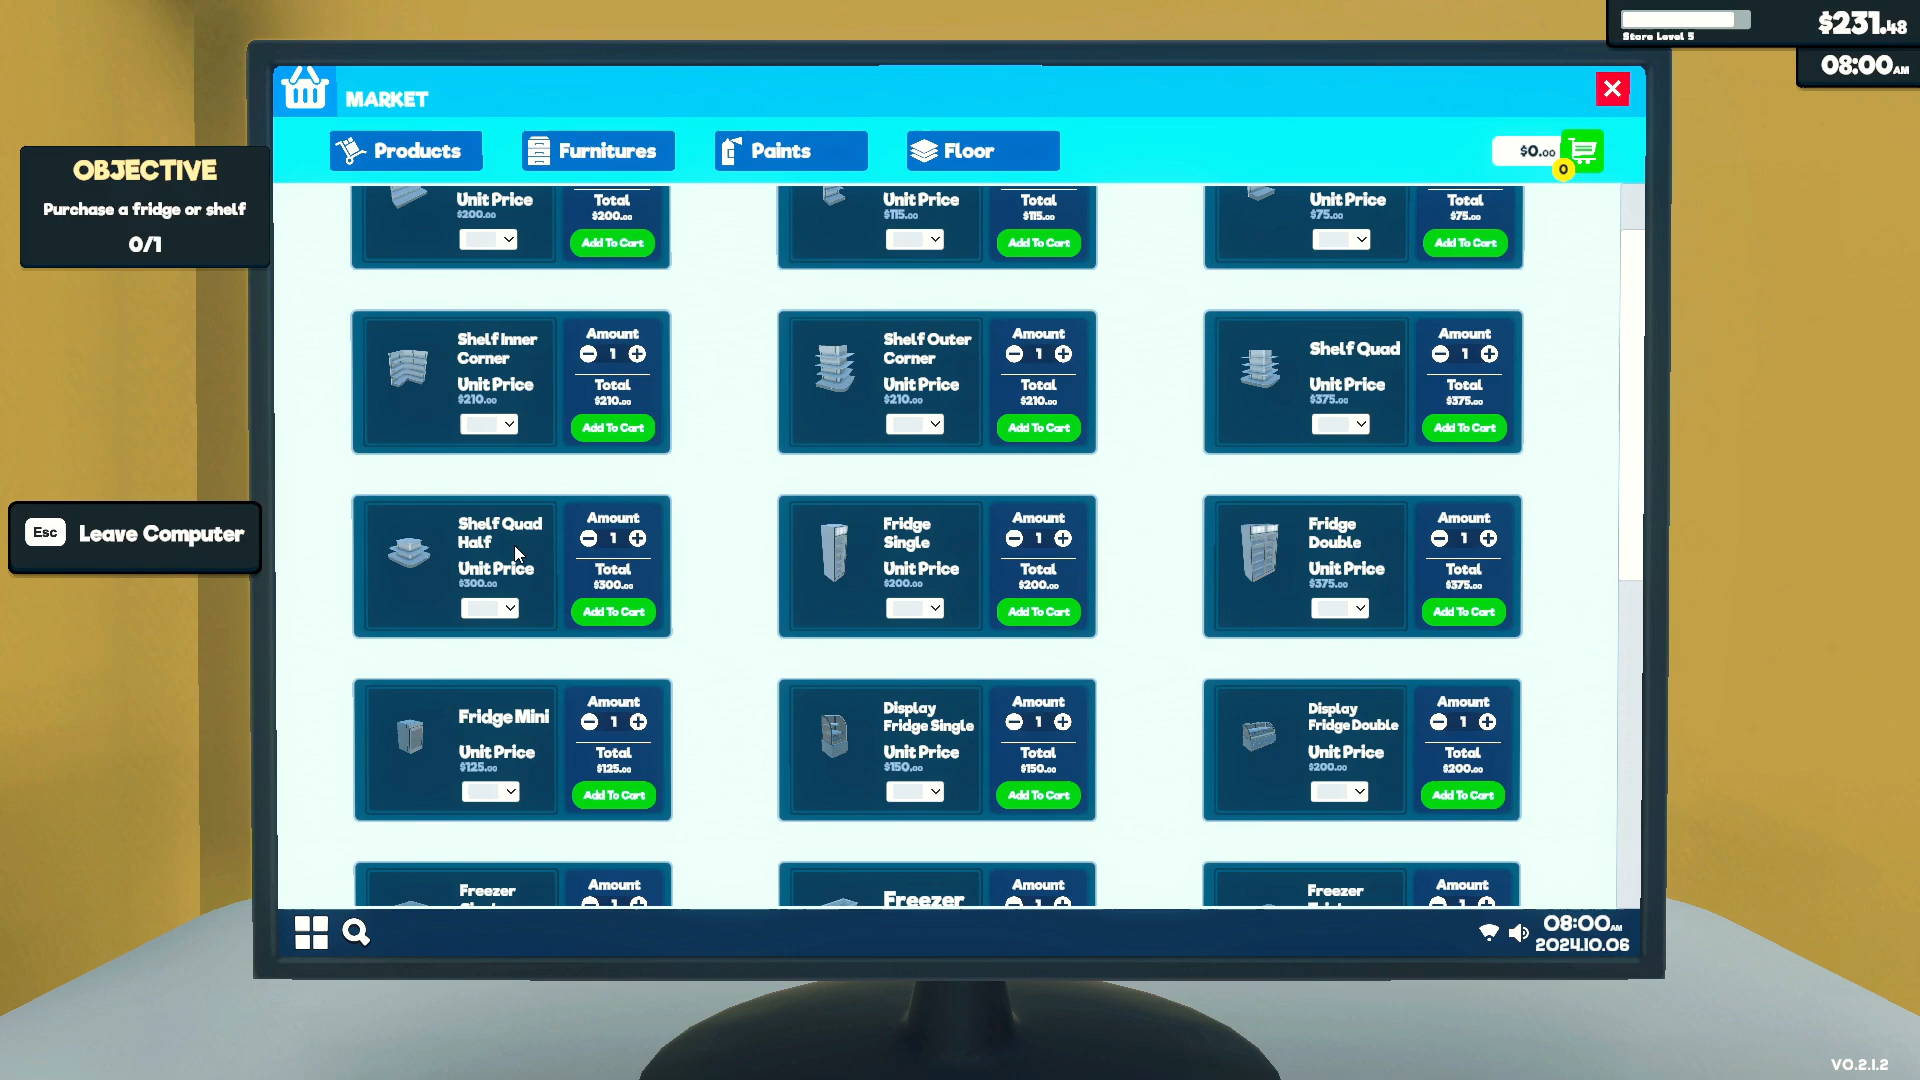 $231.48
Store Level 5
08:00AM
MARKET
Products
Furnitures
Paints
Floor
$0.00
0
OBJECTIVE
Purchase a fridge or shelf
0/1
Esc Leave Computer
Unit Price
$200.00
Total
$200.00
Add To Cart
Unit Price
$115.00
Total
$115.00
Add To Cart
Unit Price
$75.00
Total
$75.00
Add To Cart
Shelf Inner
Corner
Unit Price
$210.00
Amount
1
Total
$210.00
Add To Cart
Shelf Outer
Corner
Unit Price
$210.00
Amount
1
Total
$210.00
Add To Cart
Shelf Quad
Unit Price
$375.00
Amount
1
Total
$375.00
Add To Cart
Shelf Quad
Half
Unit Price
$300.00
Amount
1
Total
$300.00
Add To Cart
Fridge
Single
Unit Price
$200.00
Amount
1
Total
$200.00
Add To Cart
Fridge
Double
Unit Price
$375.00
Amount
1
Total
$375.00
Add To Cart
Fridge Mini
Unit Price
$125.00
Amount
1
Total
$125.00
Add To Cart
Display
Fridge Single
Unit Price
$150.00
Amount
1
Total
$150.00
Add To Cart
Display
Fridge Double
Unit Price
$200.00
Amount
1
Total
$200.00
Add To Cart
Freezer
Amount
1
Freezer
Amount
1
Freezer
Amount
1
08:00AM
2024.10.06
V0.2.1.2